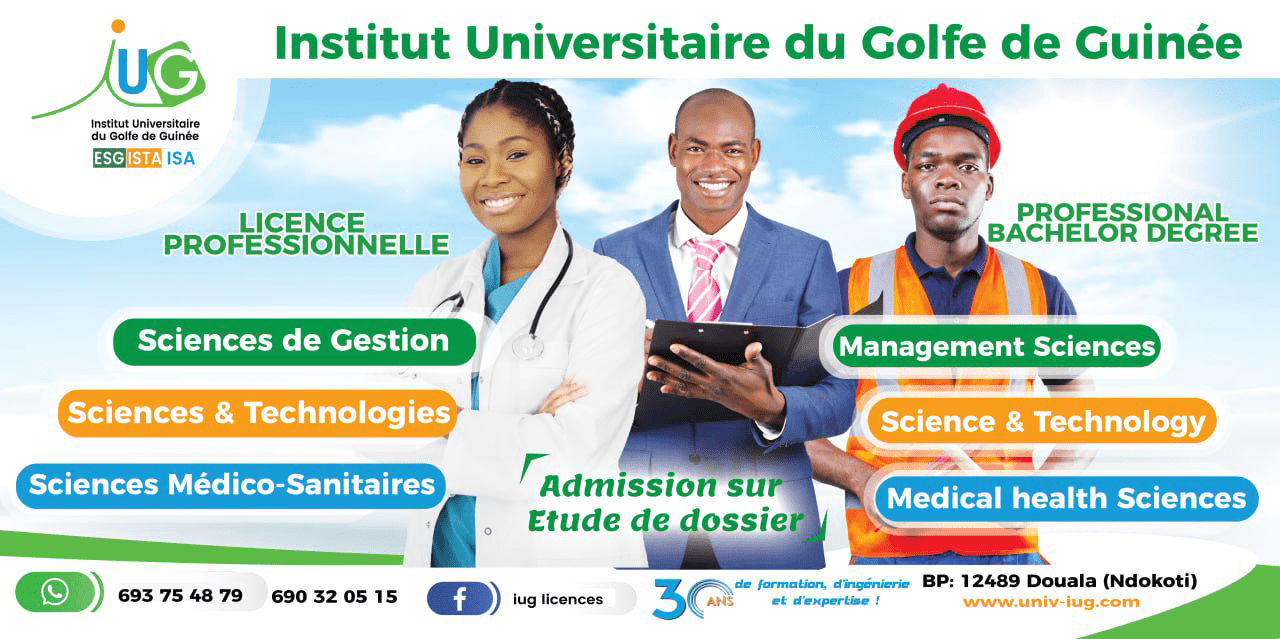 iUG
Institut Universitaire
du Golfe de Guinée
ESG ISTA ISA
Institut Universitaire du Golfe de Guinée
LICENCE
PROFESSIONNELLE
Sciences de Gestion
Sciences & Technologies
Sciences Médico-Sanitaires
PROFESSIONAL
BACHELOR DEGREE
Management Sciences
Science & Technology
Medical health Sciences
Admission sur
Etude de dossier
693 75 48 79
690 32 05 15
iug licences
30 ANS
de formation, d'ingénierie
et d'expertise !
BP: 12489 Douala (Ndokoti)
www.univ-iug.com